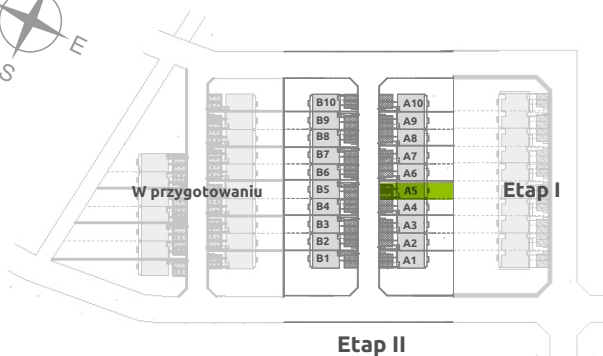 E
S
B10 A10
B9 A9
B8 A8
B7 A7
B6 A6
W przygotowaniu B5 A5 Etap I
B4 A4
B3 A3
B2 A2
B1 A1
Etap II